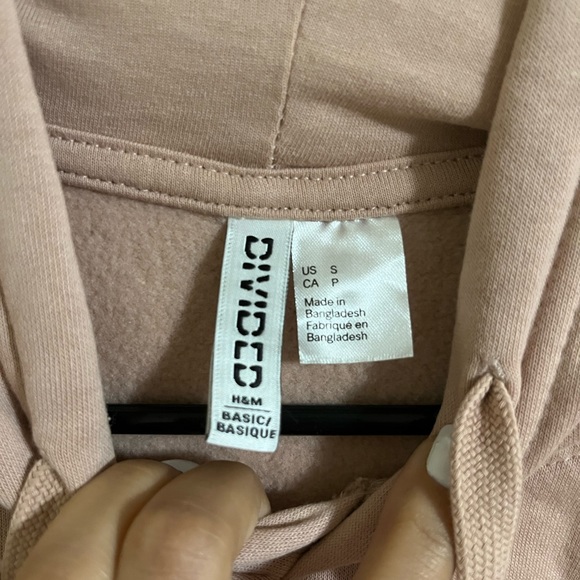 DIVIDED
H&M
BASIC/
BASIQUE
US S
CA P
Made in
Bangladesh
Fabriqué en
Bangladesh